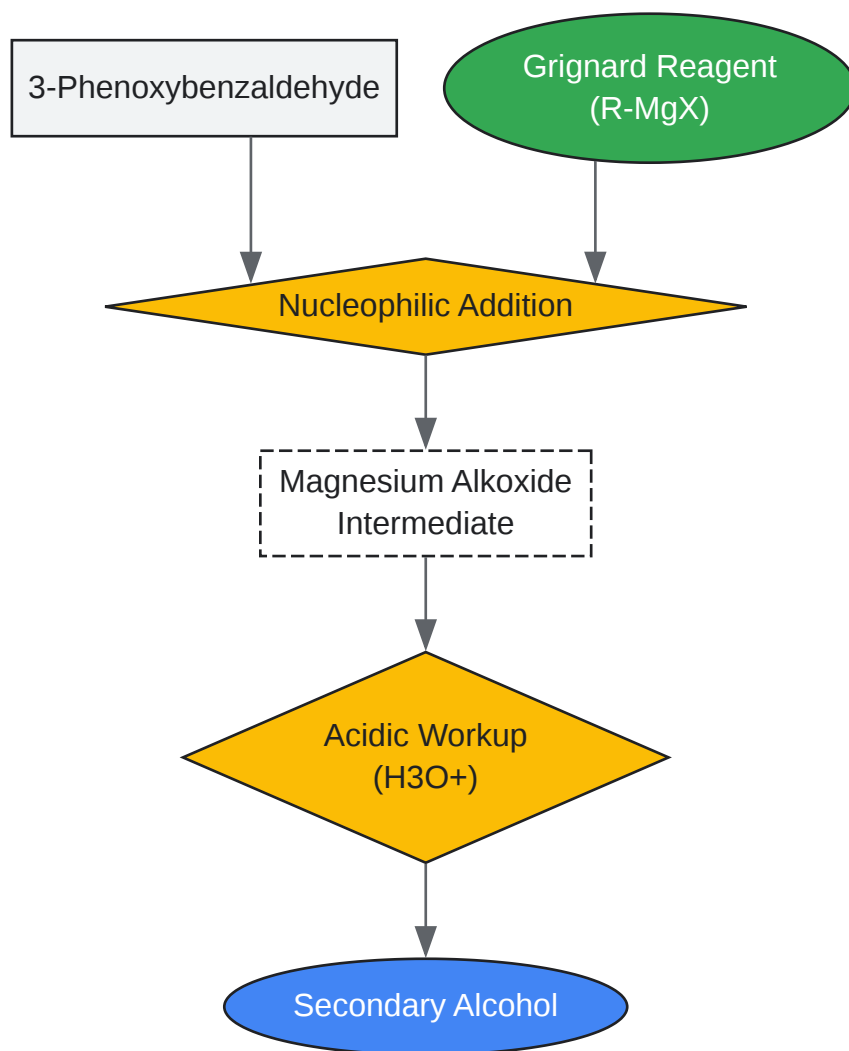 3-Phenoxybenzaldehyde
Grignard Reagent
(R-MgX)
Nucleophilic Addition
Magnesium Alkoxide
Intermediate
Acidic Workup
(H3O+)
Secondary Alcohol